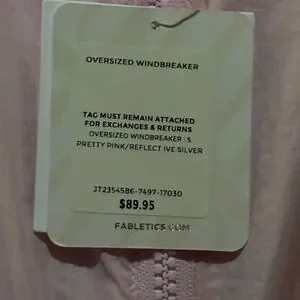 OVERSIZED WINDBREAKER
TAG MUST REMAIN ATTACHED
FOR EXCHANGES & RETURNS
OVERSIZED WINDBREAKER | S
PRETTY PINK/REFLECT IVE SILVER
JT2354586-7497-17030
$89.95
FABLETICS.COM